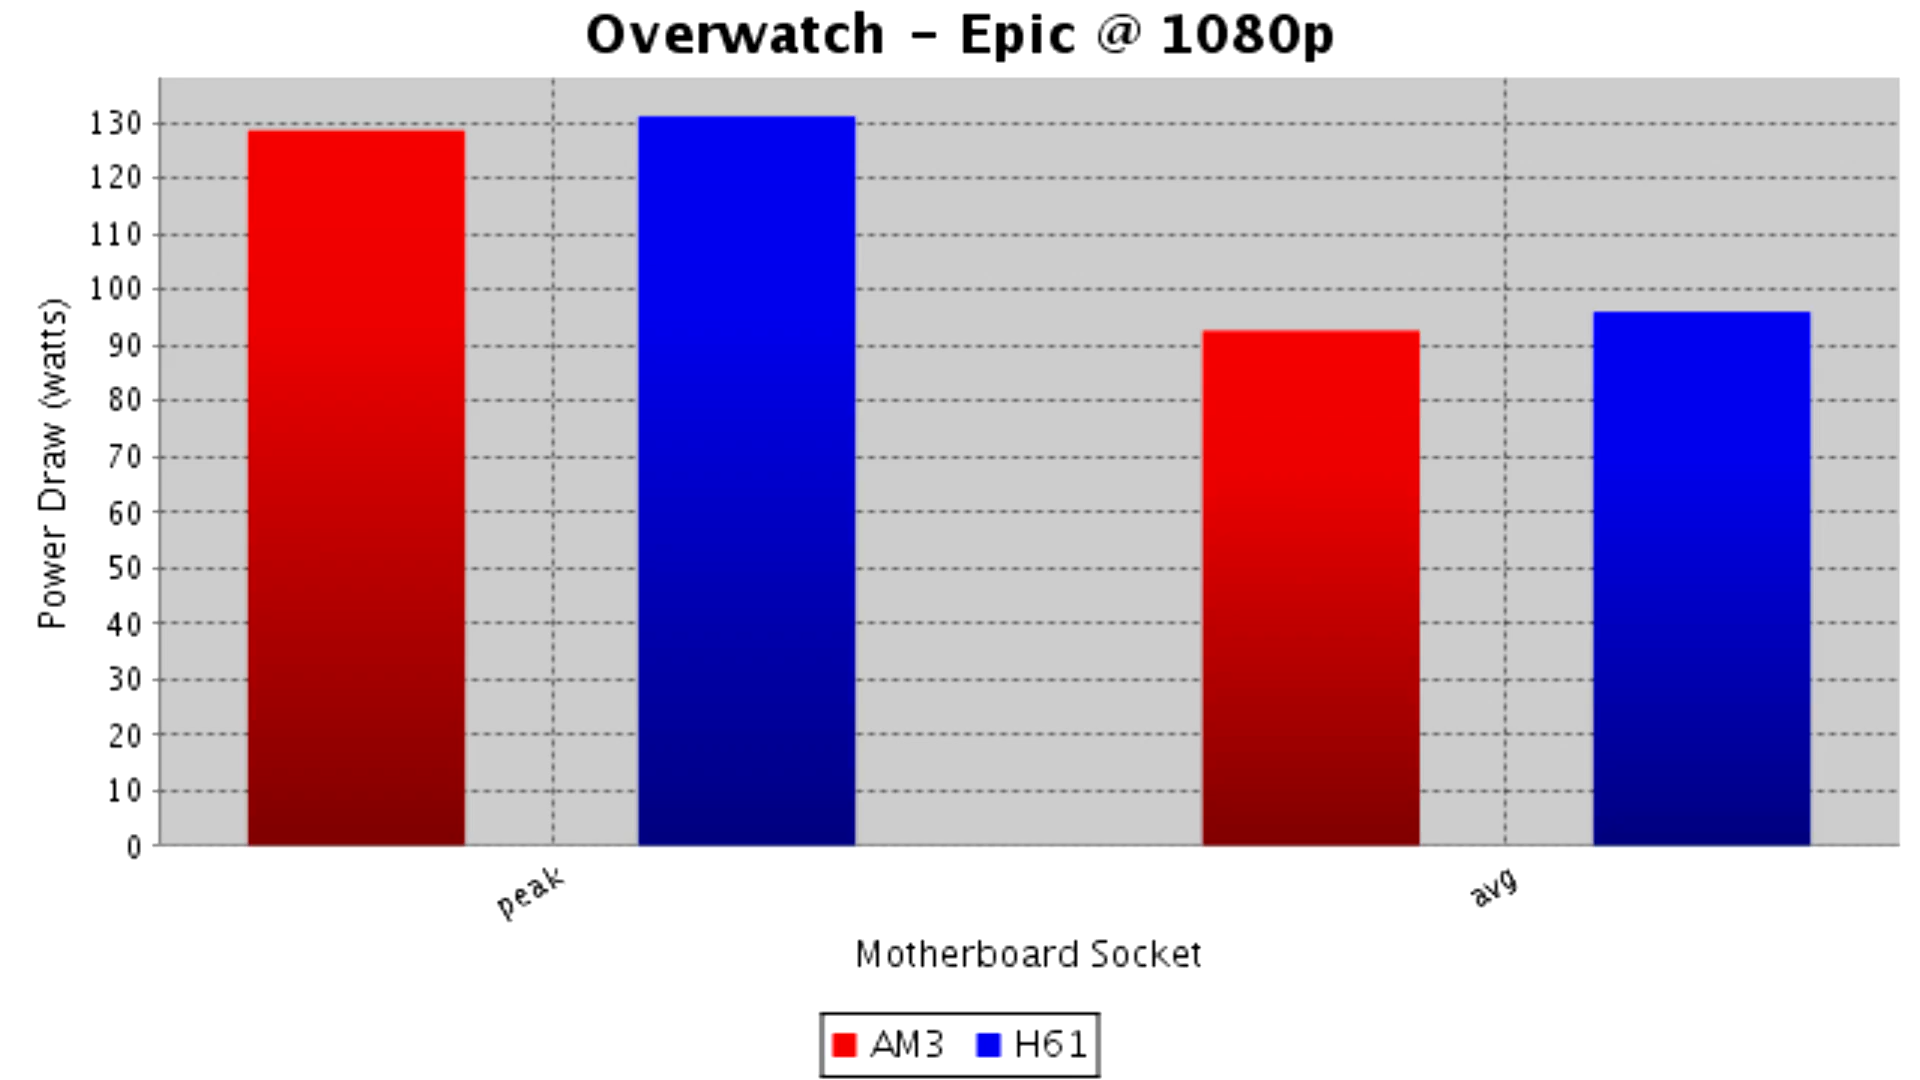 Overwatch - Epic @ 1080p
130
120
110
100
90
80
70
60
50
40
30
20
10
0
Power Draw (watts)
peak
avg
Motherboard Socket
AM3 H61